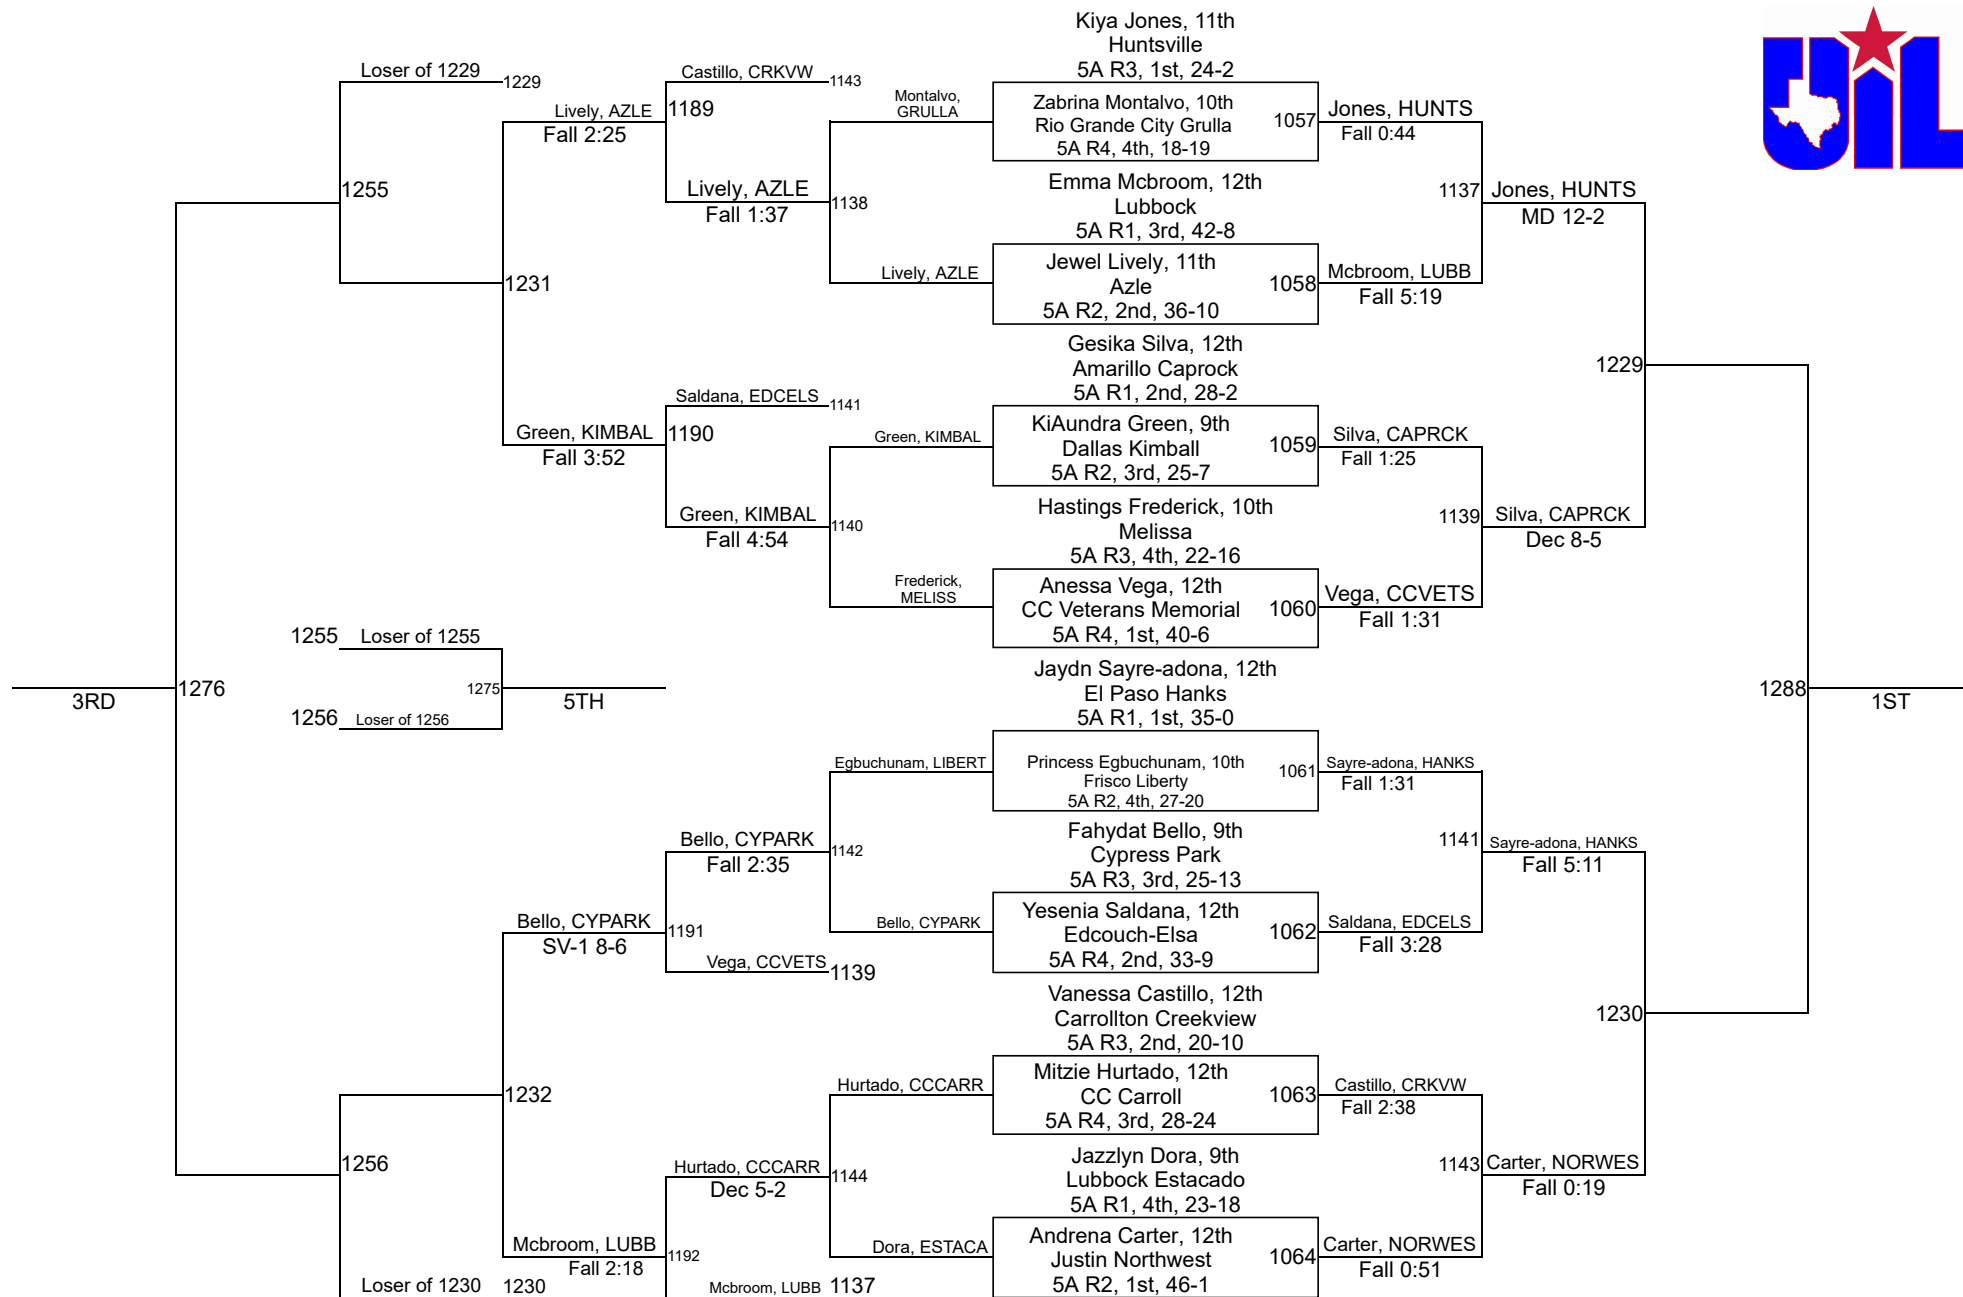 Kiya Jones, 11th
Huntsville
5A R3, 1st, 24-2
UIL
Loser of 1229
1229
Castillo, CRKVW
1143
Lively, AZLE
1189
Fall 2:25
Montalvo,
GRULLA
Zabrina Montalvo, 10th
Rio Grande City Grulla
5A R4, 4th, 18-19
1057
Jones, HUNTS
Fall 0:44
1255
Lively, AZLE
Fall 1:37
1138
Emma Mcbroom, 12th
Lubbock
5A R1, 3rd, 42-8
1137
Jones, HUNTS
MD 12-2
1231
Lively, AZLE
Jewel Lively, 11th
Azle
5A R2, 2nd, 36-10
1058
Mcbroom, LUBB
Fall 5:19
Gesika Silva, 12th
Amarillo Caprock
5A R1, 2nd, 28-2
1229
Saldana, EDCELS
1141
Green, KIMBAL
1190
Fall 3:52
Green, KIMBAL
KiAundra Green, 9th
Dallas Kimball
5A R2, 3rd, 25-7
1059
Silva, CAPRCK
Fall 1:25
Green, KIMBAL
Fall 4:54
1140
Hastings Frederick, 10th
Melissa
5A R3, 4th, 22-16
1139
Silva, CAPRCK
Dec 8-5
Frederick,
MELISS
Anessa Vega, 12th
CC Veterans Memorial
5A R4, 1st, 40-6
1060
Vega, CCVETS
Fall 1:31
1255
Loser of 1255
3RD
1276
1275
5TH
1256
Loser of 1256
Jaydn Sayre-adona, 12th
El Paso Hanks
5A R1, 1st, 35-0
1288
1ST
Egbuchunam, LIBERT
Princess Egbuchunam, 10th
Frisco Liberty
5A R2, 4th, 27-20
1061
Sayre-adona, HANKS
Fall 1:31
Bello, CYPARK
Fall 2:35
1142
Fahydat Bello, 9th
Cypress Park
5A R3, 3rd, 25-13
1141
Sayre-adona, HANKS
Fall 5:11
Bello, CYPARK
SV-1 8-6
1191
Vega, CCVETS
1139
Bello, CYPARK
Yesenia Saldana, 12th
Edcouch-Elsa
5A R4, 2nd, 33-9
1062
Saldana, EDCELS
Fall 3:28
Vanessa Castillo, 12th
Carrollton Creekview
5A R3, 2nd, 20-10
1230
1232
Hurtado, CCCARR
Mitzie Hurtado, 12th
CC Carroll
5A R4, 3rd, 28-24
1063
Castillo, CRKVW
Fall 2:38
1256
Hurtado, CCCARR
Dec 5-2
1144
Jazzlyn Dora, 9th
Lubbock Estacado
5A R1, 4th, 23-18
1143
Carter, NORWES
Fall 0:19
Mcbroom, LUBB
Fall 2:18
1192
Dora, ESTACA
Andrena Carter, 12th
Justin Northwest
5A R2, 1st, 46-1
1064
Carter, NORWES
Fall 0:51
Loser of 1230
1230
Mcbroom, LUBB
1137